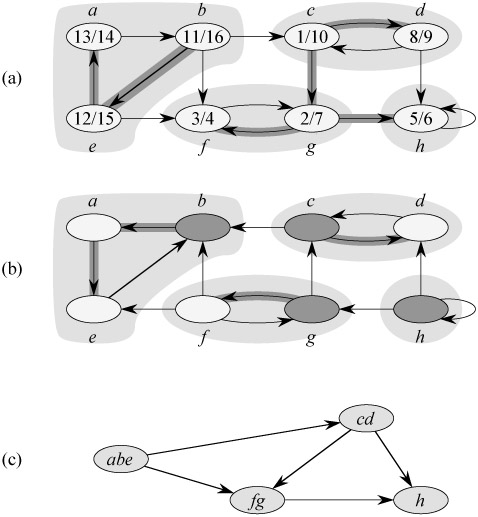 a b c d
13/14 11/16 1/10 8/9
(a)
12/15 3/4 2/7 5/6
e f g h
a b c d
(b)
e f g h
cd
(c) abe
fg h